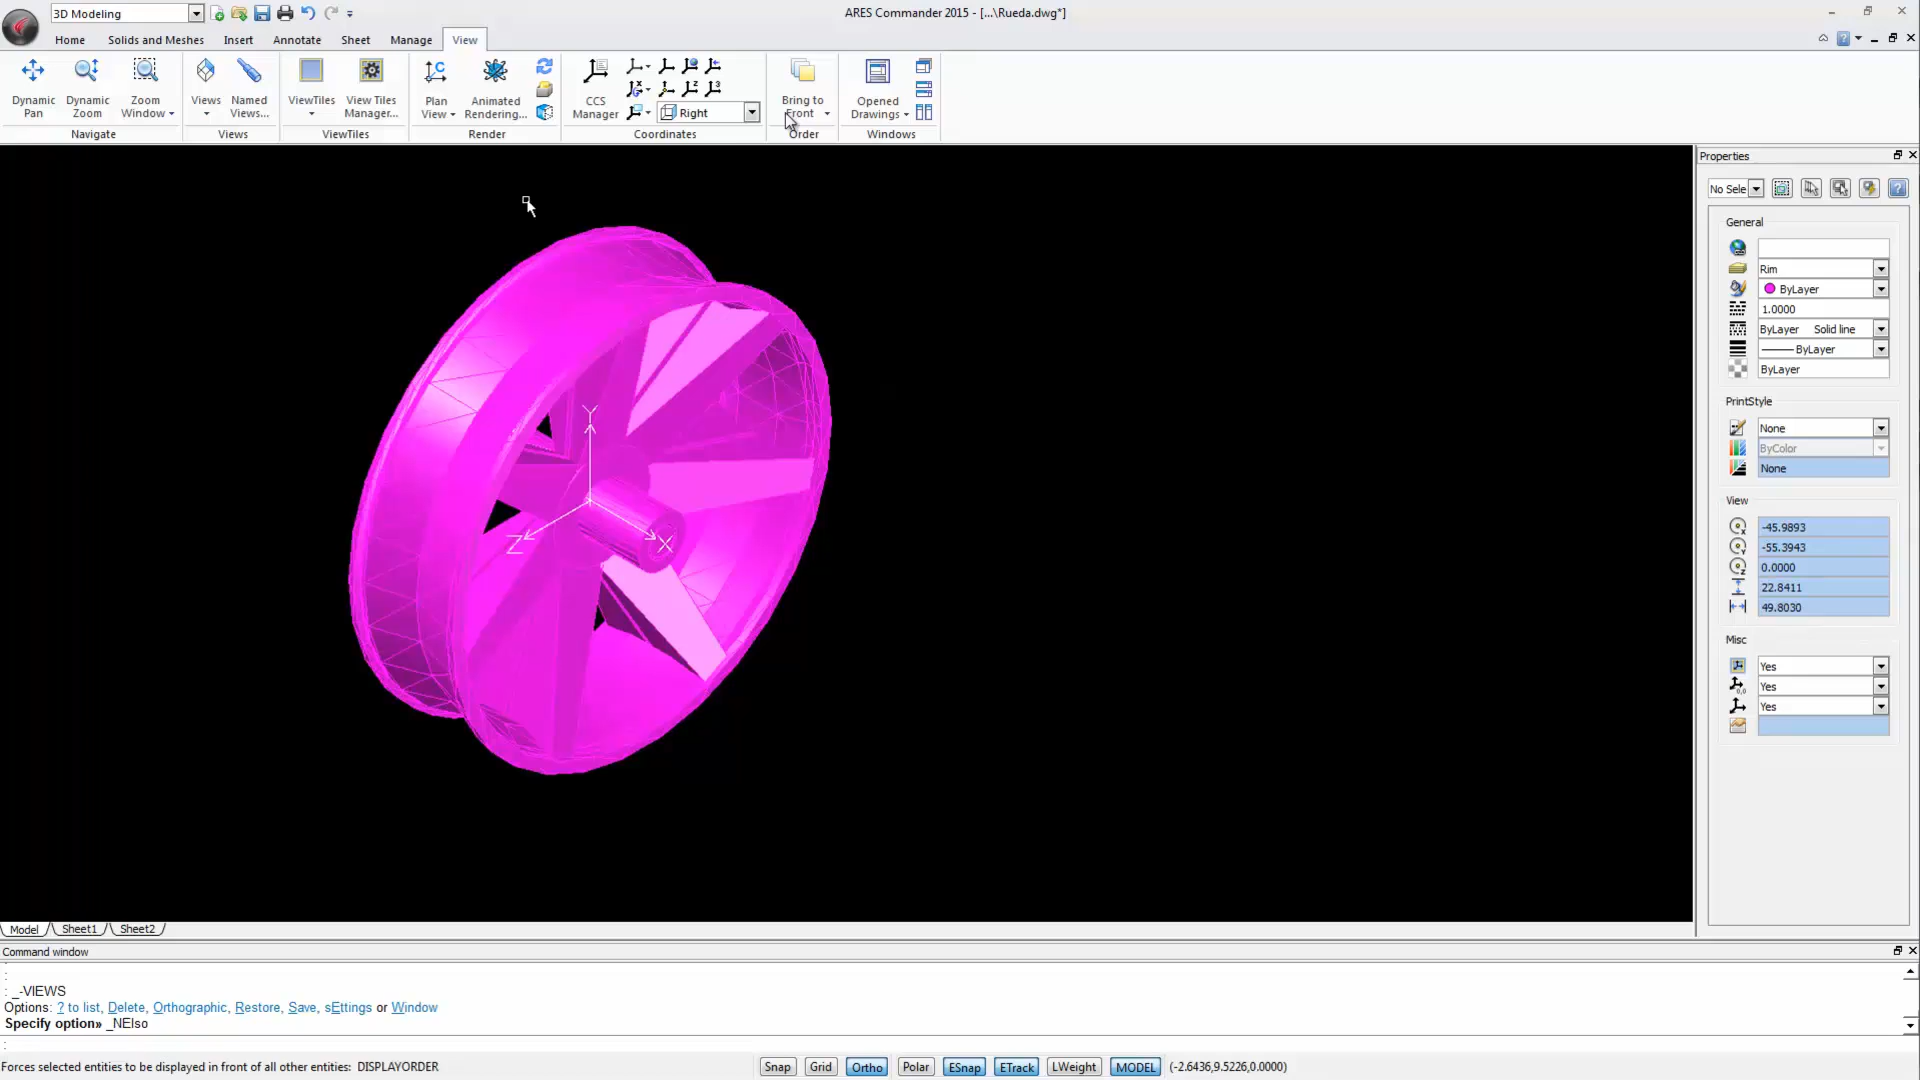 3D Modeling
ARES Commander 2015 - [...\Rueda.dwg*]
Home Solids and Meshes Insert Annotate Sheet Manage View
Dynamic Pan
Dynamic Zoom
Zoom Window
Navigate
Views
Named Views...
Views
ViewTiles
View Tiles Manager...
ViewTiles
Plan View
Animated Rendering...
Render
CCS Manager
Right
Coordinates
Bring to Front
Order
Opened Drawings
Windows
Y
Z
X
Properties
No Sele
General
Rim
ByLayer
1.0000
ByLayer Solid line
ByLayer
ByLayer
PrintStyle
None
ByColor
None
View
-45.9893
-55.3943
0.0000
22.8411
49.8030
Misc
Yes
Yes
Yes
Model Sheet1 Sheet2
Command window
:
: _-VIEWS
Options: ? to list, Delete, Orthographic, Restore, Save, sEttings or Window
Specify option» _NEIso
:
Forces selected entities to be displayed in front of all other entities: DISPLAYORDER
Snap Grid Ortho Polar ESnap ETrack LWeight MODEL (-2.6436,9.5226,0.0000)